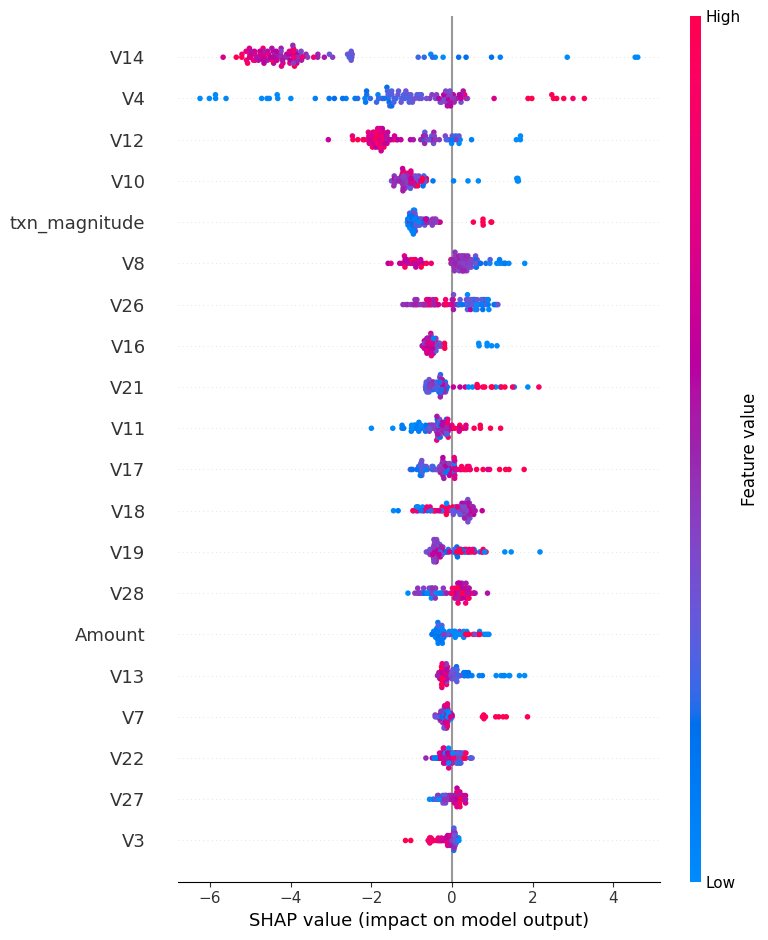 High
V14
V4
V12
V10
txn_magnitude
V8
V26
V16
V21
V11
V17
V18
V19
V28
Amount
V13
V7
V22
V27
V3
Feature value
Low
−6 −4 −2 0 2 4
SHAP value (impact on model output)